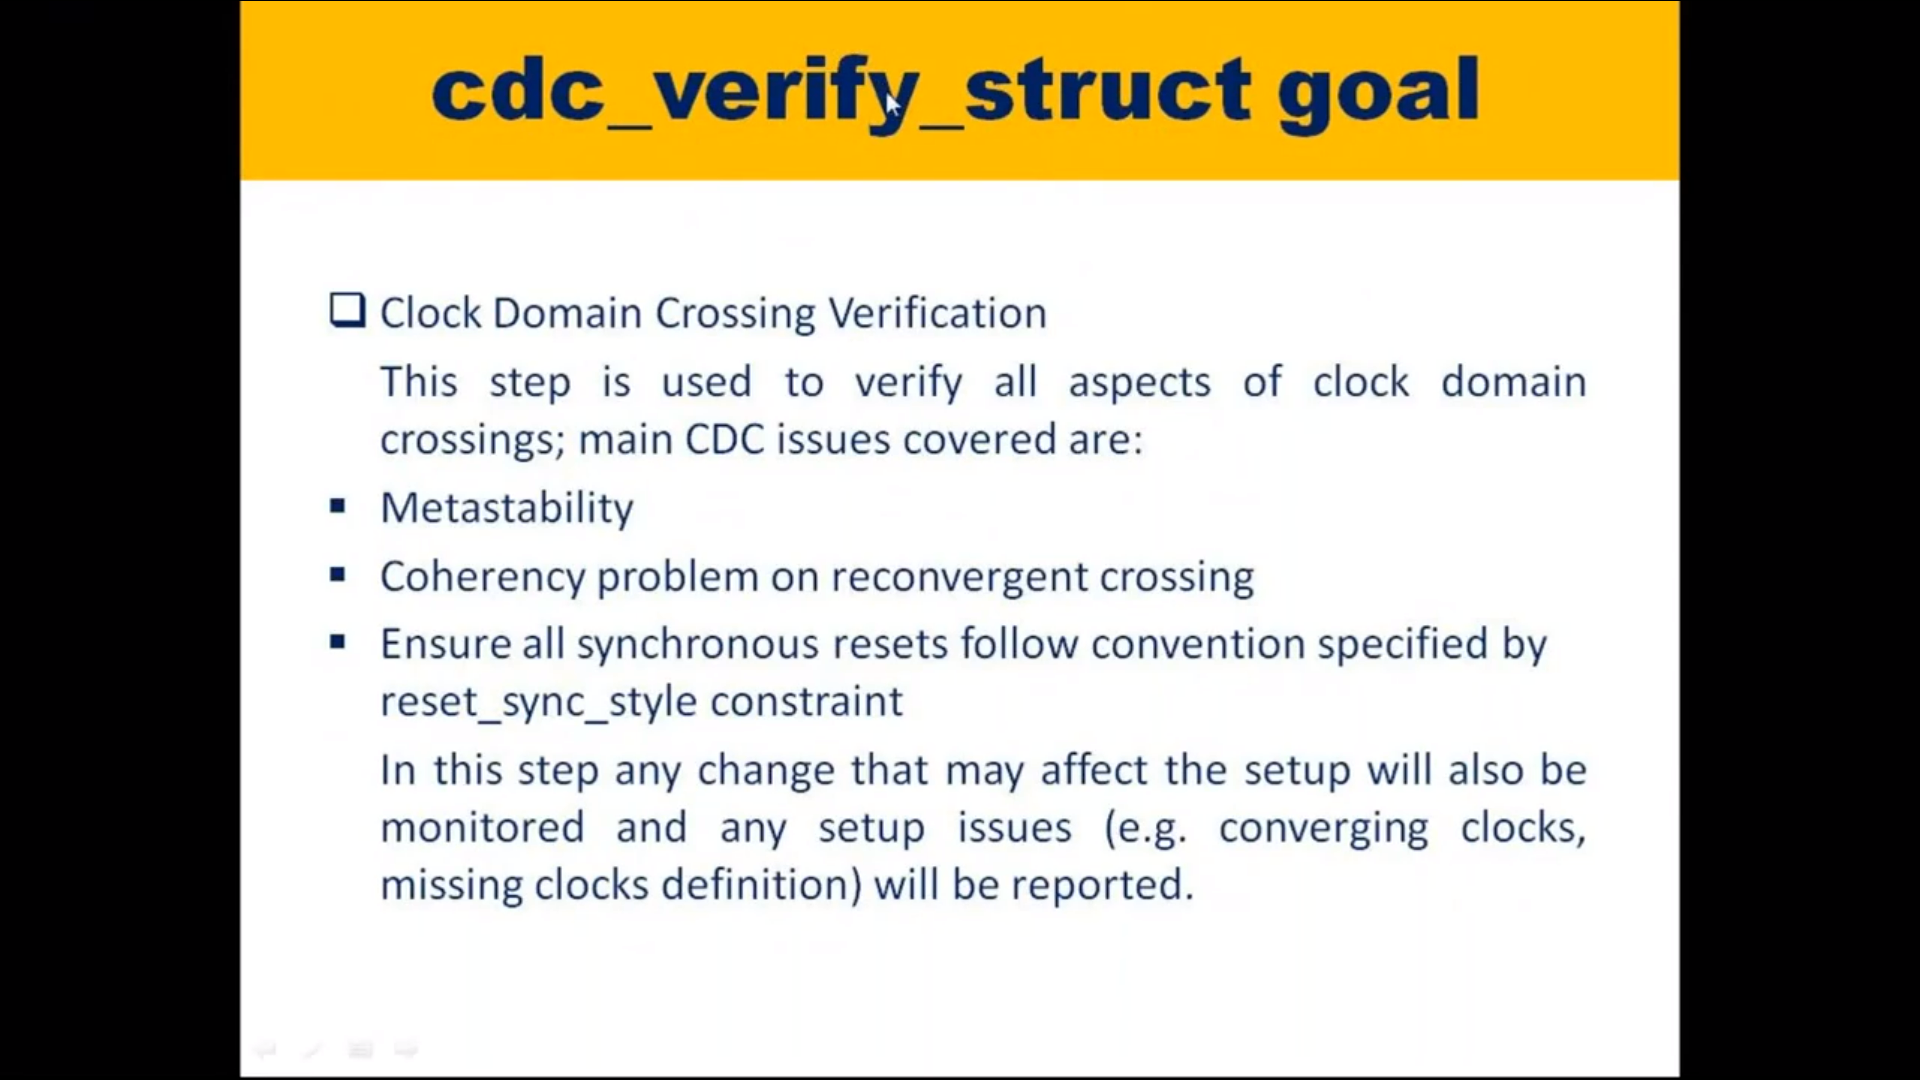 cdc_verify_struct goal
Clock Domain Crossing Verification
This step is used to verify all aspects of clock domain
crossings; main CDC issues covered are:
Metastability
Coherency problem on reconvergent crossing
Ensure all synchronous resets follow convention specified by
reset_sync_style constraint
In this step any change that may affect the setup will also be
monitored and any setup issues (e.g. converging clocks,
missing clocks definition) will be reported.